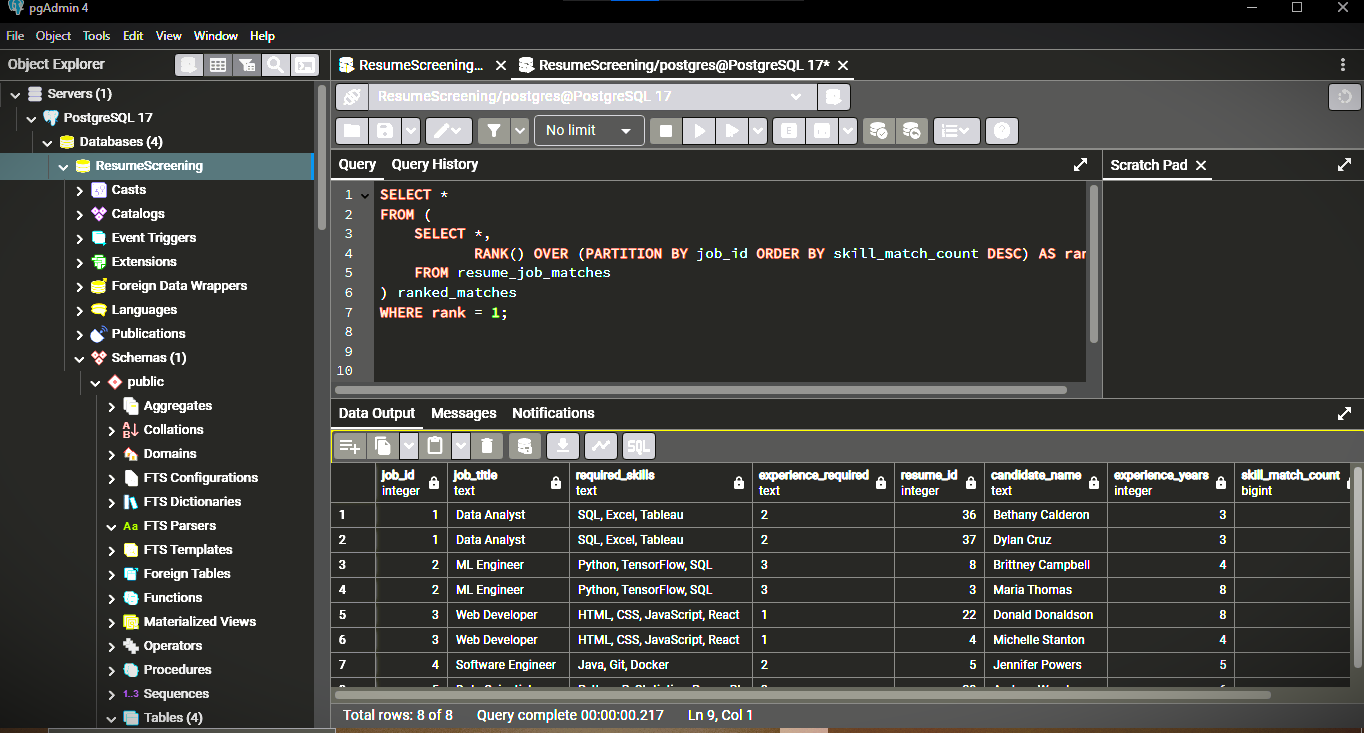 pgAdmin 4
File Object Tools Edit View Window Help
Object Explorer
Servers (1)
PostgreSQL 17
Databases (4)
ResumeScreening
Casts
Catalogs
Event Triggers
Extensions
Foreign Data Wrappers
Languages
Publications
Schemas (1)
public
Aggregates
Collations
Domains
FTS Configurations
FTS Dictionaries
Aa FTS Parsers
FTS Templates
Foreign Tables
Functions
Materialized Views
Operators
Procedures
1..3 Sequences
Tables (4)
ResumeScreening... ResumeScreening/postgres@PostgreSQL 17*
ResumeScreening/postgres@PostgreSQL 17
No limit
Query Query History
1 SELECT *
2 FROM (
3 SELECT *,
4 RANK() OVER (PARTITION BY job_id ORDER BY skill_match_count DESC) AS ran
5 FROM resume_job_matches
6 ) ranked_matches
7 WHERE rank = 1;
8
9
10
Scratch Pad
Data Output Messages Notifications
SQL
job_id job_title required_skills experience_required resume_id candidate_name experience_years skill_match_count
integer text text text integer text integer bigint
1 1 Data Analyst SQL, Excel, Tableau 2 36 Bethany Calderon 3
2 1 Data Analyst SQL, Excel, Tableau 2 37 Dylan Cruz 3
3 2 ML Engineer Python, TensorFlow, SQL 3 8 Brittney Campbell 4
4 2 ML Engineer Python, TensorFlow, SQL 3 3 Maria Thomas 8
5 3 Web Developer HTML, CSS, JavaScript, React 1 22 Donald Donaldson 8
6 3 Web Developer HTML, CSS, JavaScript, React 1 4 Michelle Stanton 4
7 4 Software Engineer Java, Git, Docker 2 5 Jennifer Powers 5
Total rows: 8 of 8 Query complete 00:00:00.217 Ln 9, Col 1